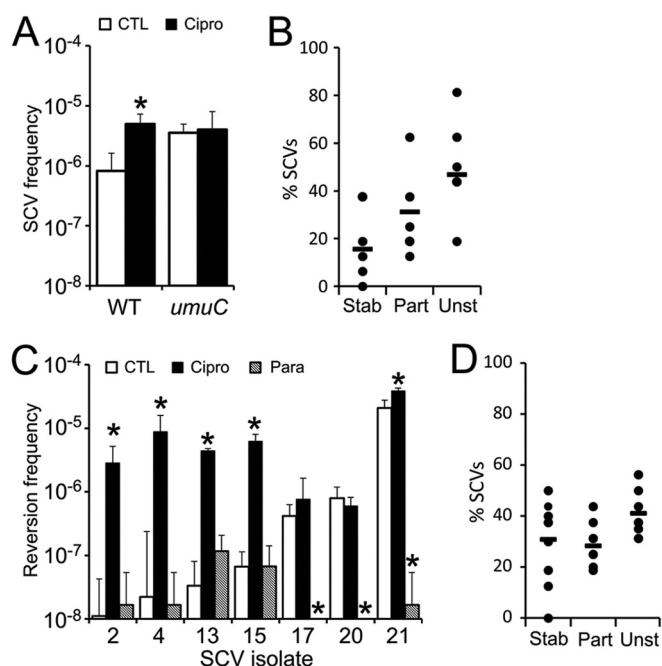 A
CTL Cipro
SCV frequency
10-4
10-5
10-6
10-7
10-8
*
WT umuC
B
% SCVs
100
80
60
40
20
0
Stab Part Unst
C
CTL Cipro Para
Reversion frequency
10-4
10-5
10-6
10-7
10-8
* * * * * * * *
2 4 13 15 17 20 21
SCV isolate
D
% SCVs
100
80
60
40
20
0
Stab Part Unst